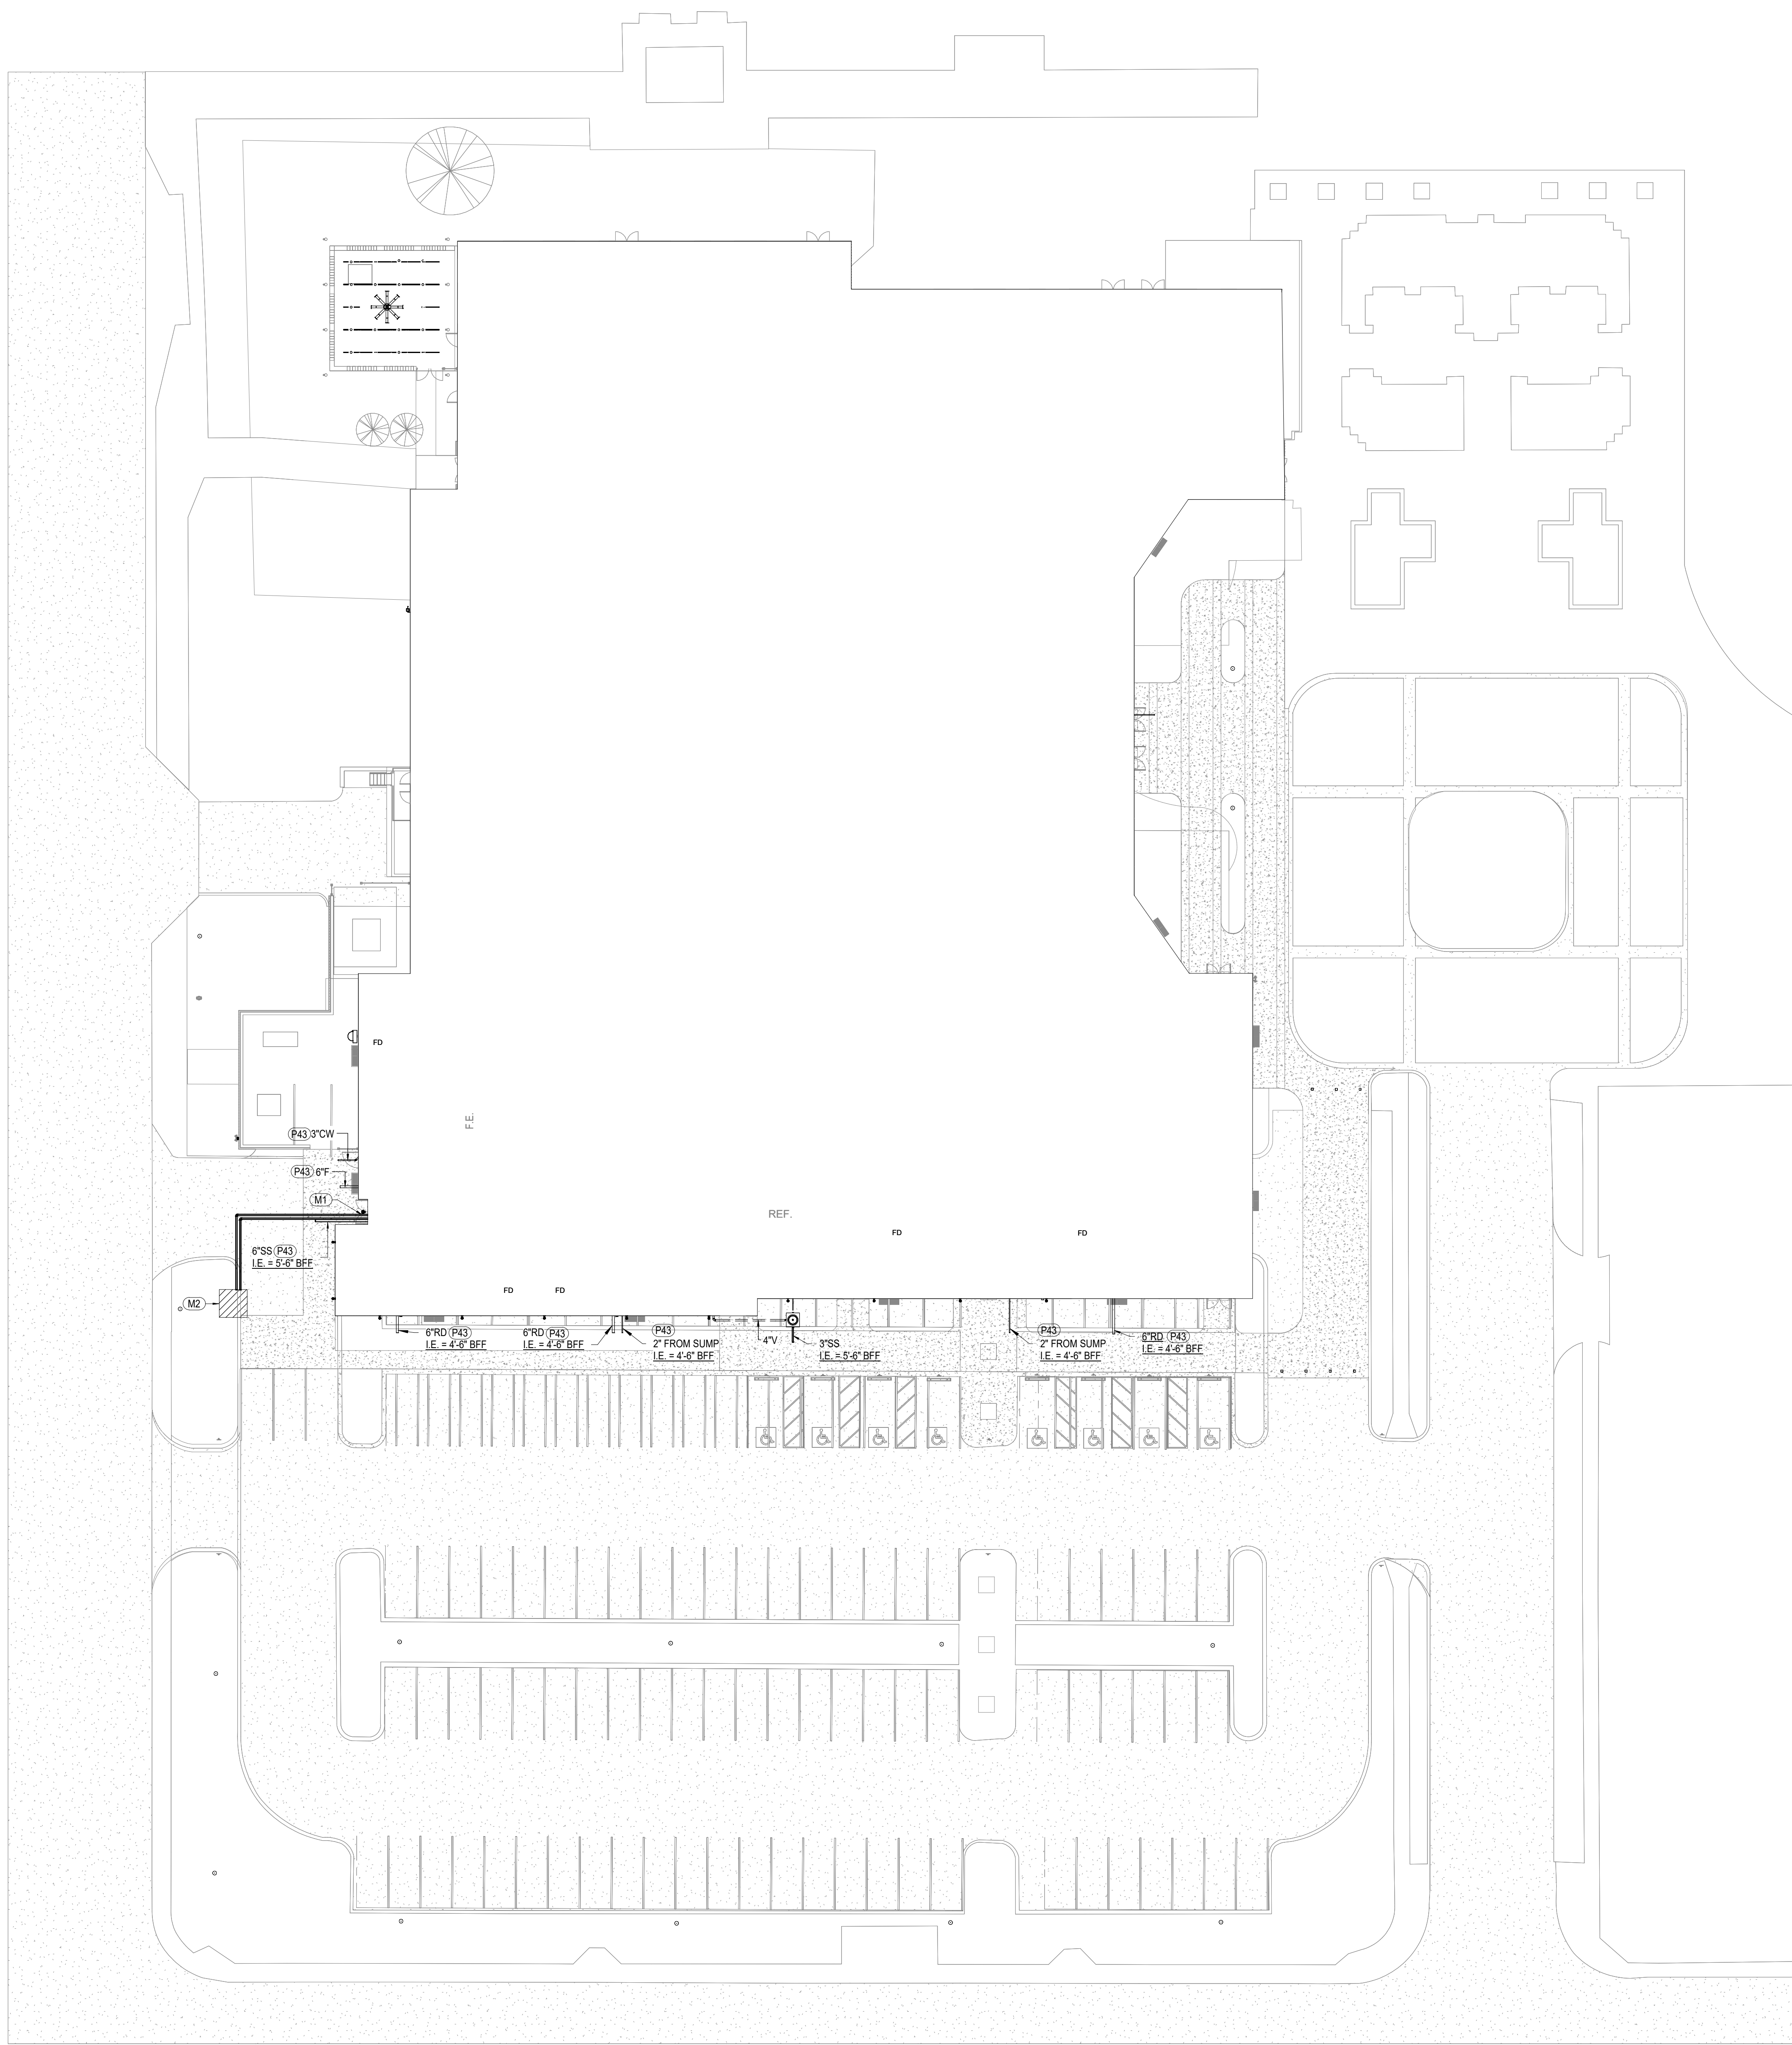 FD
F.E.
P43 3"CW
P43 6"F
M1
REF.
FD
FD
6"SS P43
I.E. = 5'-6" BFF
FD
FD
M2
6"RD P43
I.E. = 4'-6" BFF
6"RD P43
I.E. = 4'-6" BFF
P43
2" FROM SUMP
I.E. = 4'-6" BFF
4"V
3"SS
I.E. = 5'-6" BFF
P43
2" FROM SUMP
I.E. = 4'-6" BFF
6"RD P43
I.E. = 4'-6" BFF